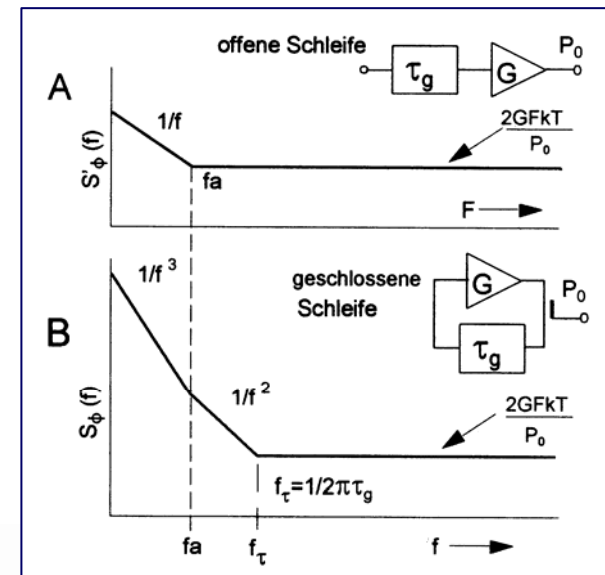 offene Schleife
τg
G
P₀
A
1/f
2GFkT
P₀
S'ϕ (f)
fa
F
B
1/f³
geschlossene
Schleife
G
P₀
τg
1/f²
2GFkT
P₀
Sϕ (f)
fτ=1/2πτg
fa
fτ
f